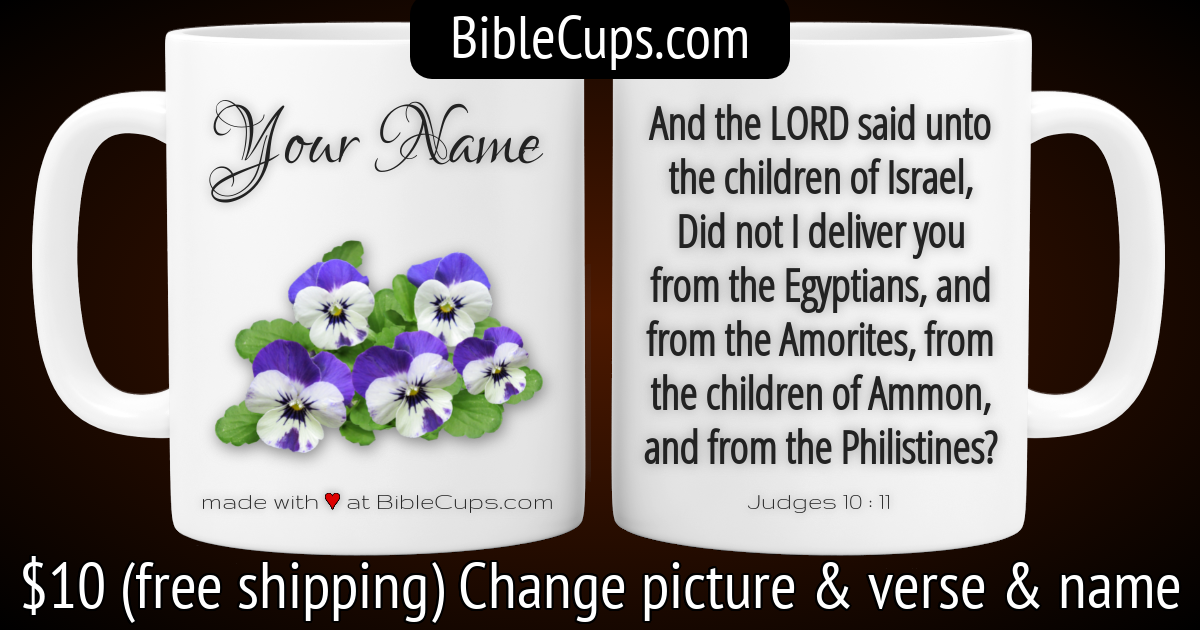 BibleCups.com
Your Name
made with ♥ at BibleCups.com
And the LORD said unto
the children of Israel,
Did not I deliver you
from the Egyptians, and
from the Amorites, from
the children of Ammon,
and from the Philistines?
Judges 10 : 11
$10 (free shipping) Change picture & verse & name